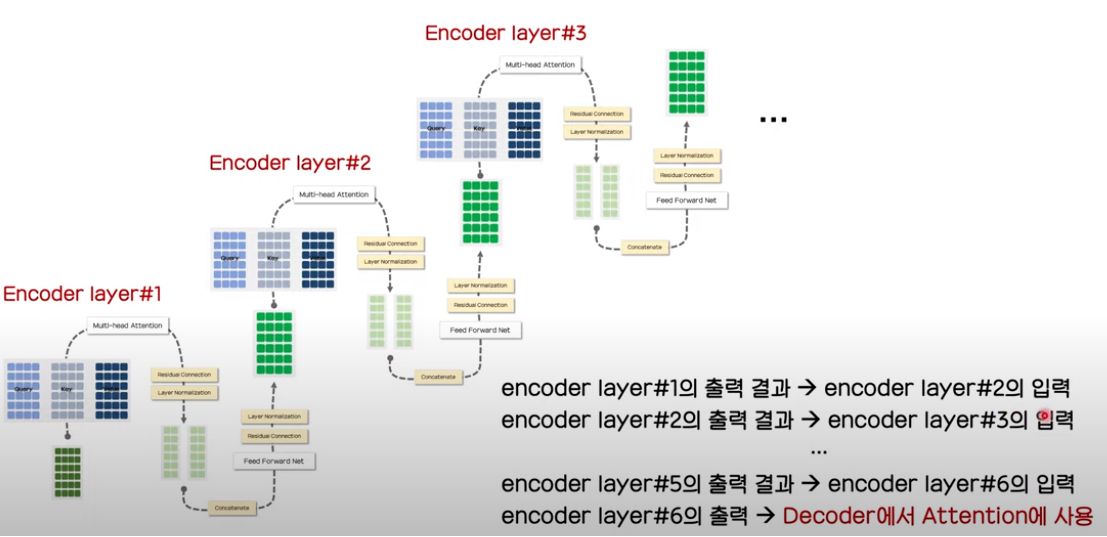 Encoder layer#3
Multi-head Attention
Query Key Value
Residual Connection
Layer Normalization
Concatenate
Feed Forward Net
Residual Connection
Layer Normalization
...
Encoder layer#2
Multi-head Attention
Query Key Value
Residual Connection
Layer Normalization
Concatenate
Feed Forward Net
Residual Connection
Layer Normalization
Encoder layer#1
Multi-head Attention
Query Key Value
Residual Connection
Layer Normalization
Concatenate
Feed Forward Net
Residual Connection
Layer Normalization
encoder layer#1의 출력 결과 → encoder layer#2의 입력
encoder layer#2의 출력 결과 → encoder layer#3의 입력
...
encoder layer#5의 출력 결과 → encoder layer#6의 입력
encoder layer#6의 출력 → Decoder에서 Attention에 사용